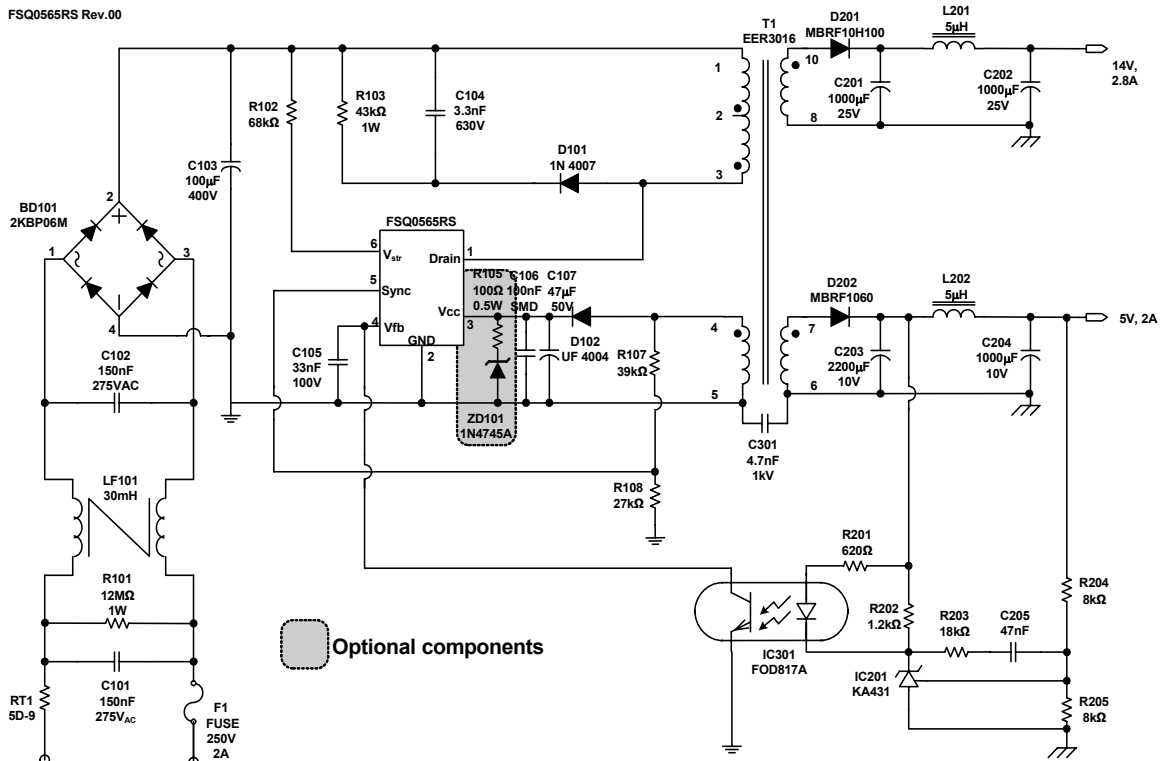 FSQ0565RS Rev.00
T1
EER3016
D201
MBRF10H100
L201
5μH
1
2
3
10
8
C201
1000μF
25V
C202
1000μF
25V
14V,
2.8A
R102
68kΩ
R103
43kΩ
1W
C104
3.3nF
630V
D101
1N 4007
C103
100μF
400V
BD101
2KBP06M
2
1
3
4
+
FSQ0565RS
6
Vstr
Drain
1
5
Sync
4
Vfb
Vcc
3
GND
2
R105
100Ω
0.5W
C106
100nF
SMD
C107
47μF
50V
D102
UF 4004
C105
33nF
100V
ZD101
1N4745A
R107
39kΩ
R108
27kΩ
4
5
7
6
D202
MBRF1060
L202
5μH
C203
2200μF
10V
C204
1000μF
10V
5V, 2A
C301
4.7nF
1kV
C102
150nF
275VAC
LF101
30mH
R101
12MΩ
1W
C101
150nF
275VAC
RT1
5D-9
F1
FUSE
250V
2A
Optional components
R201
620Ω
R202
1.2kΩ
R203
18kΩ
C205
47nF
R204
8kΩ
R205
8kΩ
IC301
FOD817A
IC201
KA431